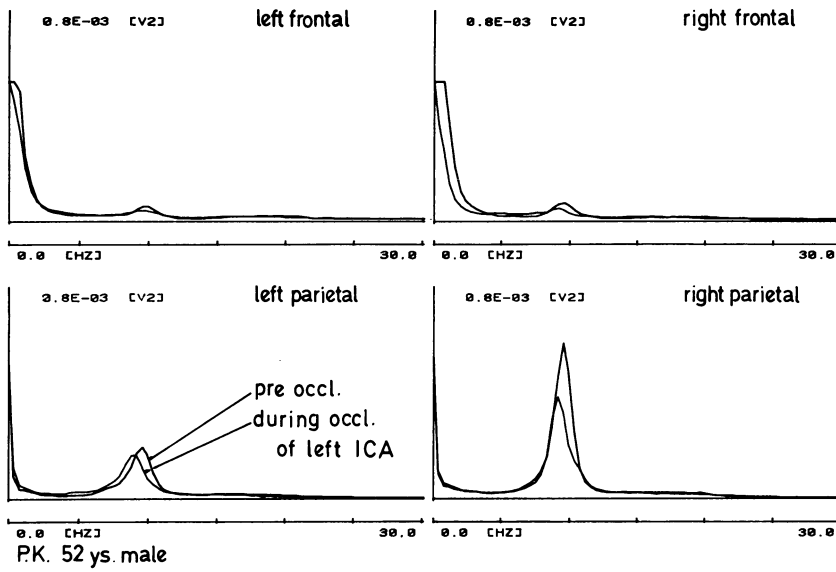 0.8E-03 [V2] left frontal
0.8E-03 [V2] right frontal
0.0 [HZ] 30.0
0.0 [HZ] 30.0
0.8E-03 [V2] left parietal
0.8E-03 [V2] right parietal
pre occl.
during occl.
of left ICA
0.0 [HZ] 30.0
0.0 [HZ] 30.0
P.K. 52 ys. male